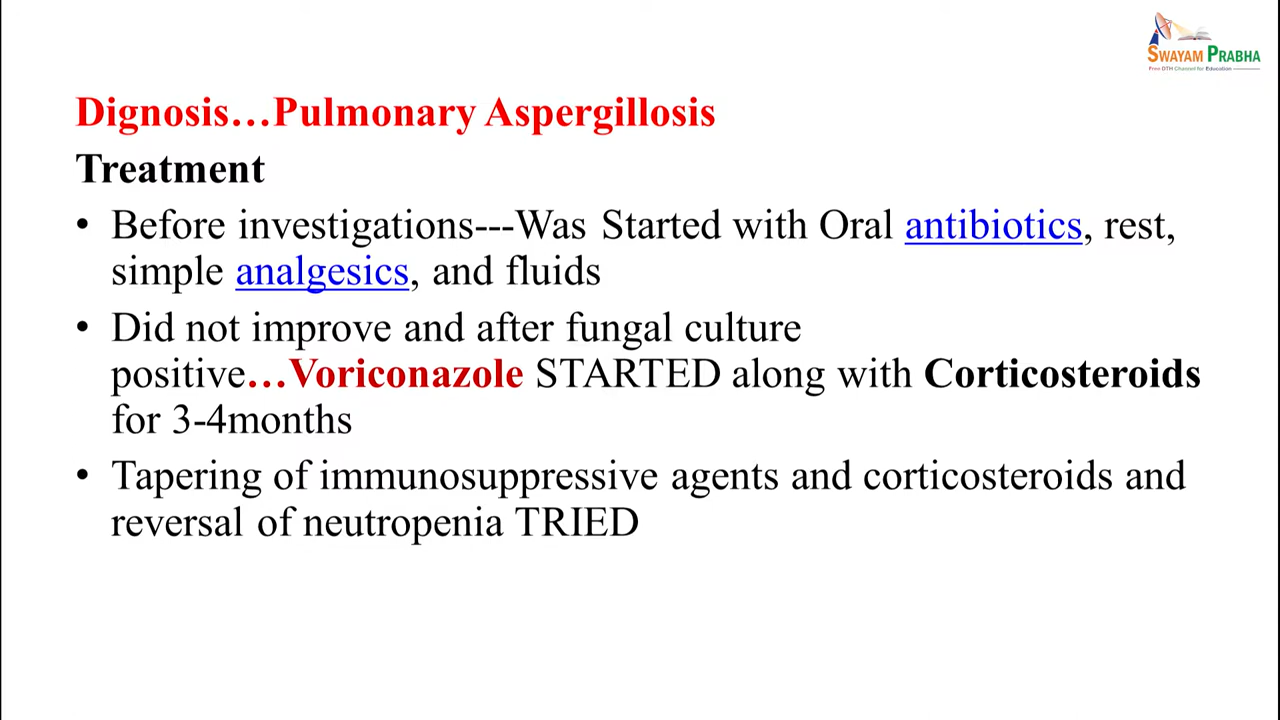 SWAYAM PRABHA
Free DTH Channel for Education
Dignosis…Pulmonary Aspergillosis
Treatment
• Before investigations---Was Started with Oral antibiotics, rest,
simple analgesics, and fluids
• Did not improve and after fungal culture
positive…Voriconazole STARTED along with Corticosteroids
for 3-4months
• Tapering of immunosuppressive agents and corticosteroids and
reversal of neutropenia TRIED